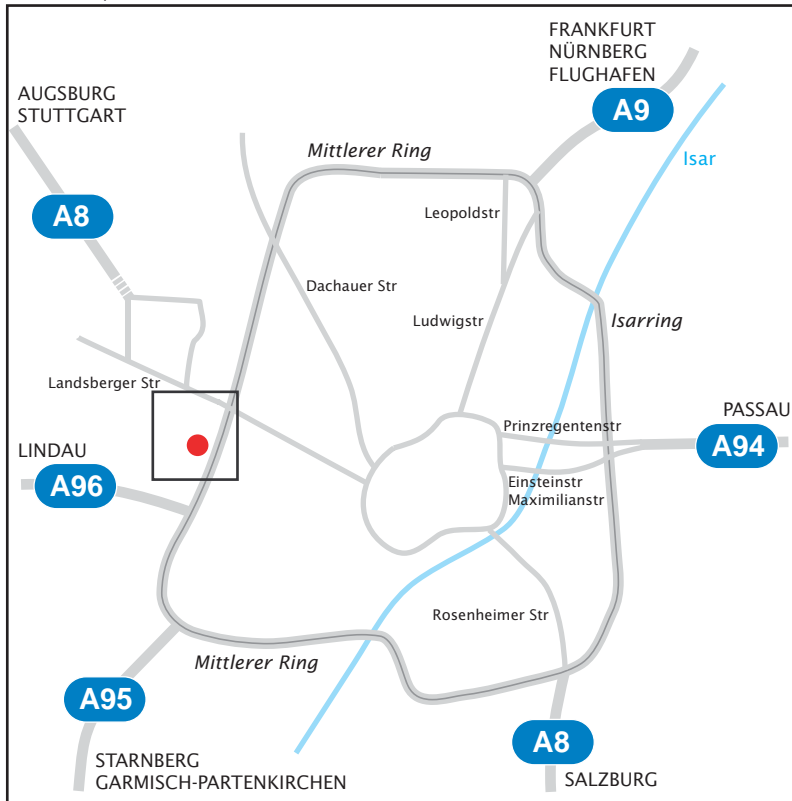 FRANKFURT
NÜRNBERG
FLUGHAFEN
A9
AUGSBURG
STUTTGART
A8
Mittlerer Ring
Isar
Leopoldstr
Dachauer Str
Ludwigstr
Isarring
Landsberger Str
Prinzregentenstr
PASSAU
A94
LINDAU
A96
Einsteinstr
Maximilianstr
Rosenheimer Str
Mittlerer Ring
A95
A8
STARNBERG
GARMISCH-PARTENKIRCHEN
SALZBURG